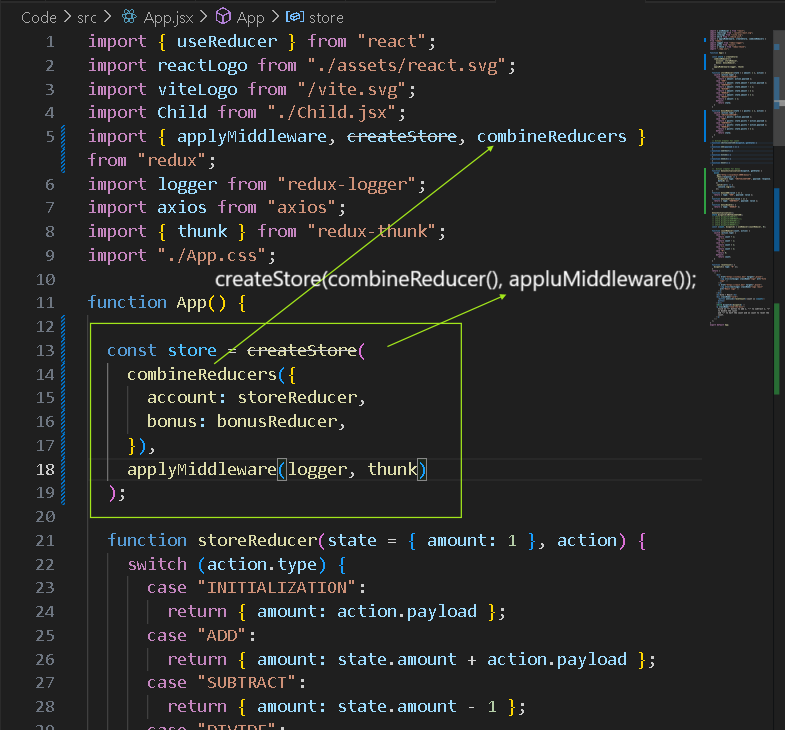 Code > src > App.jsx > App > store
1 import { useReducer } from "react";
2 import reactLogo from "./assets/react.svg";
3 import viteLogo from "/vite.svg";
4 import Child from "./Child.jsx";
5 import { applyMiddleware, createStore, combineReducers }
from "redux";
6 import logger from "redux-logger";
7 import axios from "axios";
8 import { thunk } from "redux-thunk";
9 import "./App.css";
10
createStore(combineReducer(), appluMiddleware());
11 function App() {
12
13 const store = createStore(
14 combineReducers({
15 account: storeReducer,
16 bonus: bonusReducer,
17 }),
18 applyMiddleware(logger, thunk)
19 );
20
21 function storeReducer(state = { amount: 1 }, action) {
22 switch (action.type) {
23 case "INITIALIZATION":
24 return { amount: action.payload };
25 case "ADD":
26 return { amount: state.amount + action.payload };
27 case "SUBTRACT":
28 return { amount: state.amount - 1 };
29 case "DIVIDE":